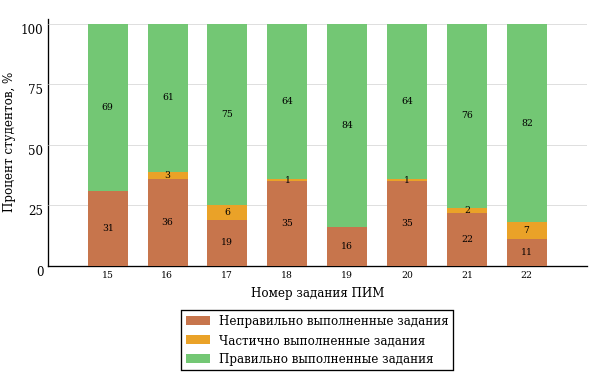 100
75
50
25
0
Процент студентов, %
69 61 75 64 84 64 76 82
3 6 1 1 2 7
31 36 19 35 16 35 22 11
15 16 17 18 19 20 21 22
Номер задания ПИМ
Неправильно выполненные задания
Частично выполненные задания
Правильно выполненные задания